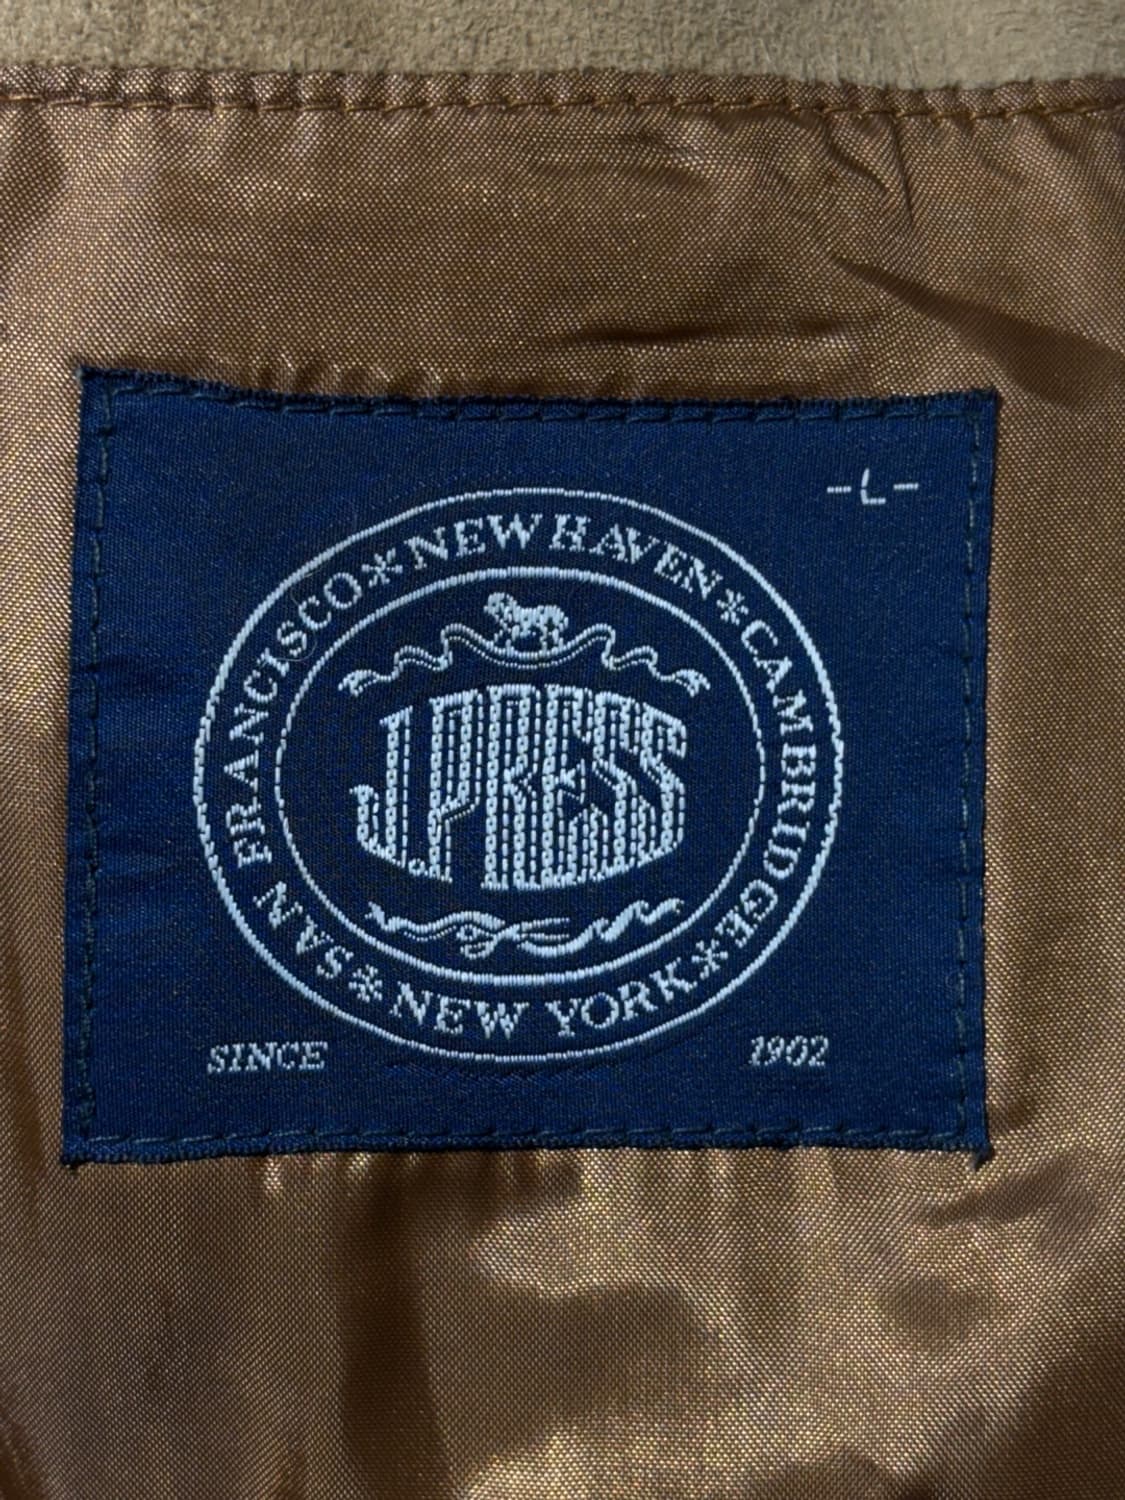 -L-
SAN FRANCISCO * NEW HAVEN * CAMBRIDGE * NEW YORK *
J.PRESS
SINCE 1902